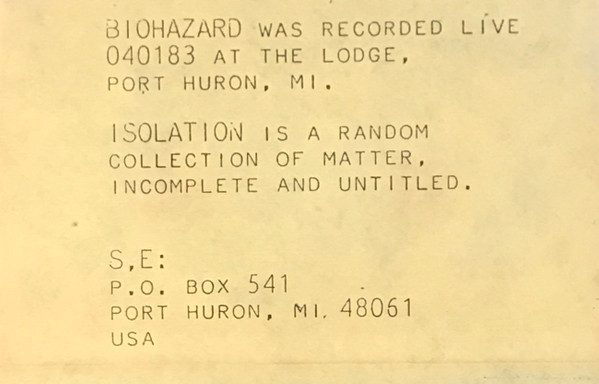 BIOHAZARD WAS RECORDED LIVE
040183 AT THE LODGE,
PORT HURON, MI.
ISOLATION IS A RANDOM
COLLECTION OF MATTER,
INCOMPLETE AND UNTITLED.
S,E:
P.O. BOX 541
PORT HURON, MI. 48061
USA